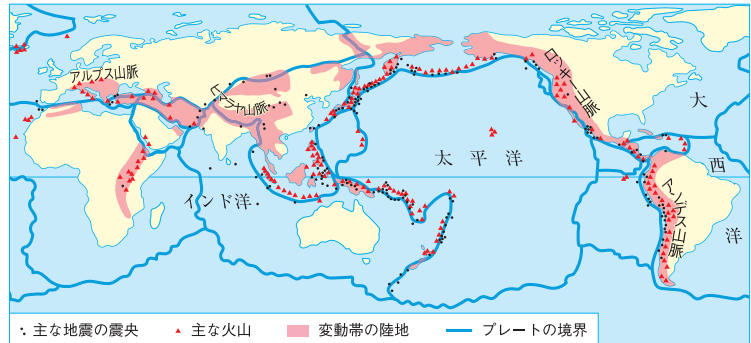 アルプス山脈
ヒマラヤ山脈
ロッキー山脈
大西洋
太平洋
インド洋
アンデス山脈
主な地震の震央
主な火山
変動帯の陸地
プレートの境界